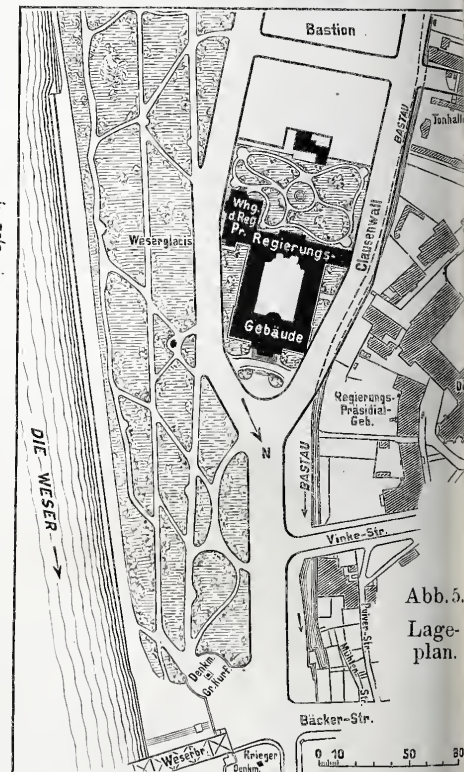 Bastion
BASTAU
Tonhalle
Clausenwall
Weserglacis
Whg.
d. Reg.
Pr. Regierungs-
Gebäude
Regierungs-
Präsidial-
Geb.
N
BASTAU
DIE WESER
Vinke-Str.
Abb. 5.
Lage-
plan.
Denkm.
Gr. Kurf.
Bäcker-Str.
Weserbr.
Krieger
Denkm.
0 10 50 80